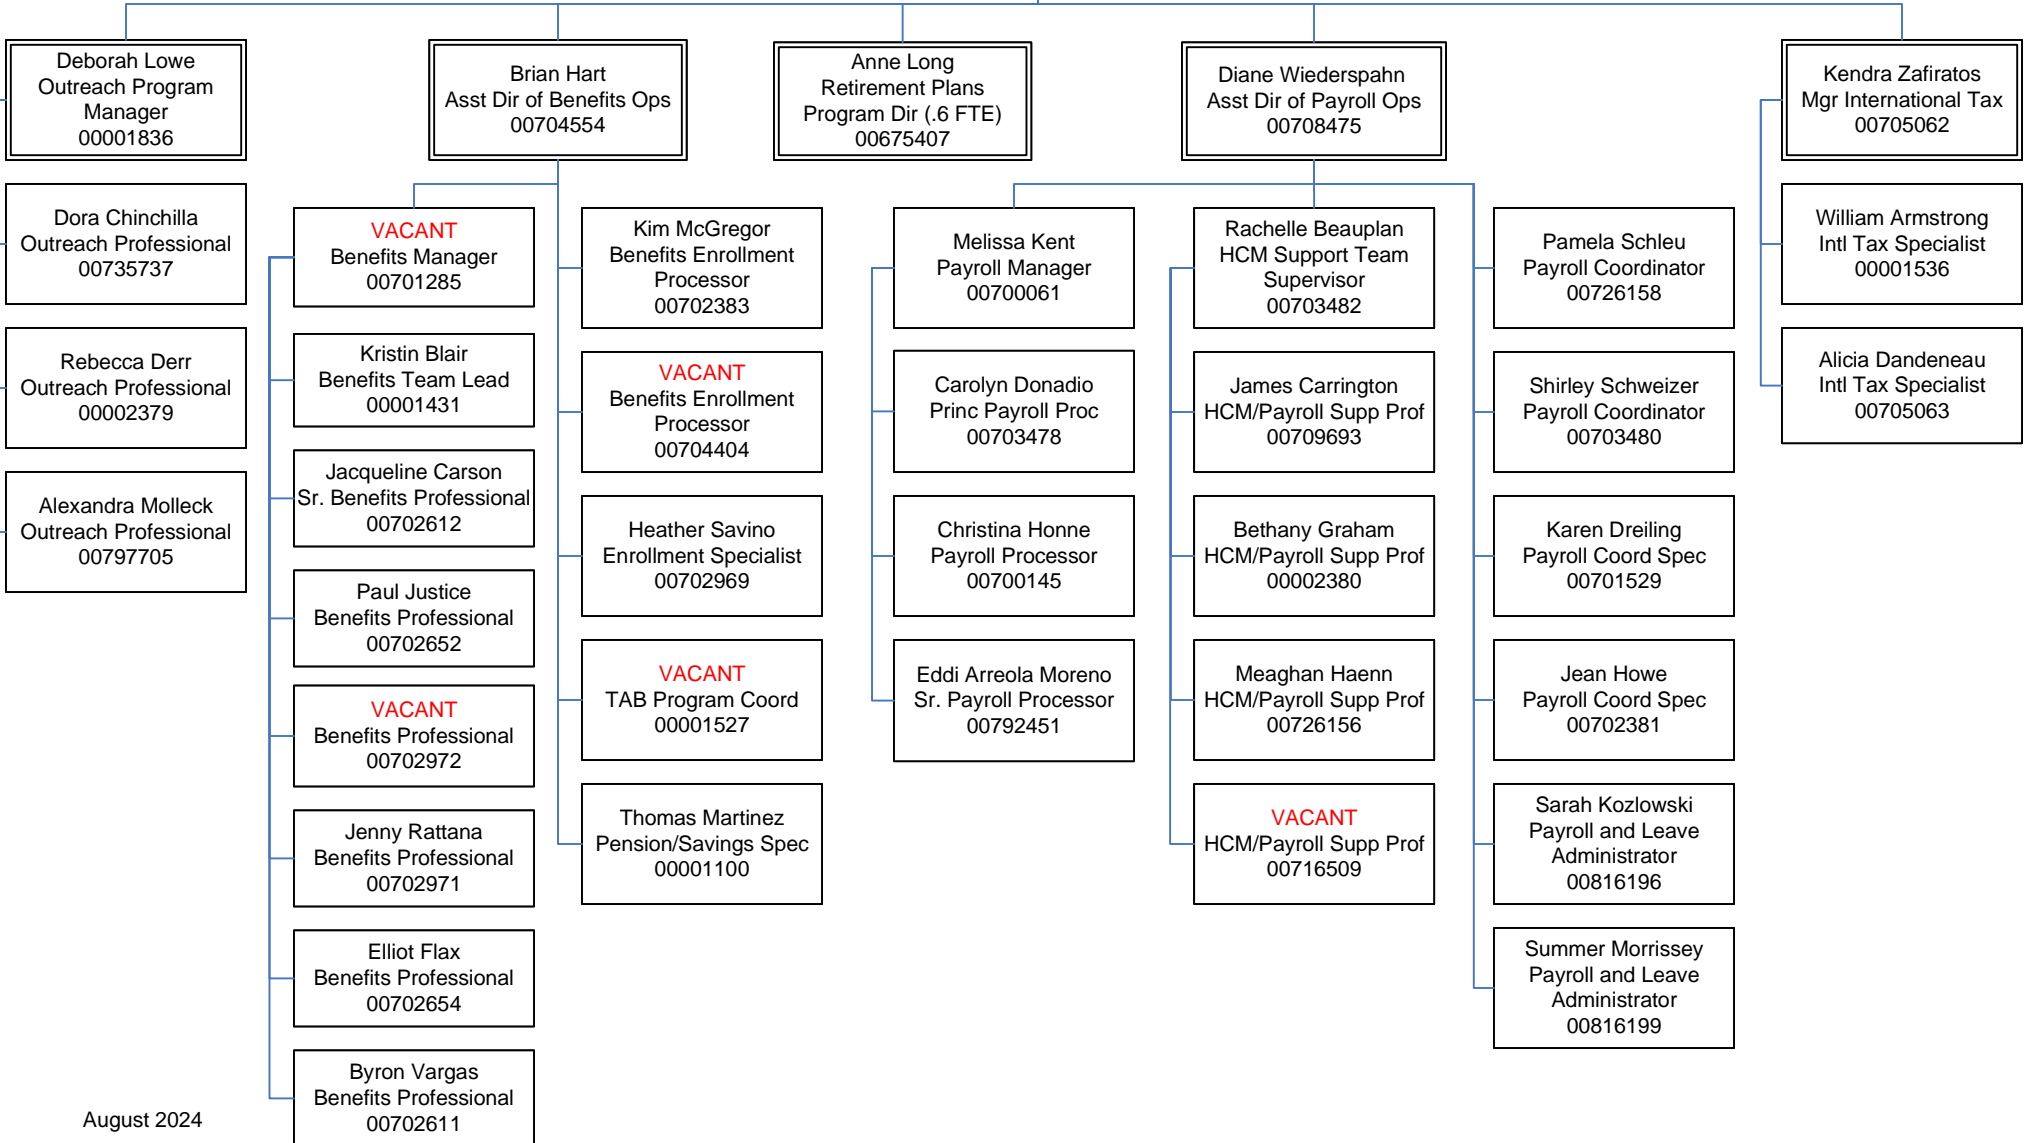 Deborah Lowe
Outreach Program
Manager
00001836
Brian Hart
Asst Dir of Benefits Ops
00704554
Anne Long
Retirement Plans
Program Dir (.6 FTE)
00675407
Diane Wiederspahn
Asst Dir of Payroll Ops
00708475
Kendra Zafiratos
Mgr International Tax
00705062
Dora Chinchilla
Outreach Professional
00735737
Rebecca Derr
Outreach Professional
00002379
Alexandra Molleck
Outreach Professional
00797705
VACANT
Benefits Manager
00701285
Kristin Blair
Benefits Team Lead
00001431
Jacqueline Carson
Sr. Benefits Professional
00702612
Paul Justice
Benefits Professional
00702652
VACANT
Benefits Professional
00702972
Jenny Rattana
Benefits Professional
00702971
Elliot Flax
Benefits Professional
00702654
Byron Vargas
Benefits Professional
00702611
Kim McGregor
Benefits Enrollment
Processor
00702383
VACANT
Benefits Enrollment
Processor
00704404
Heather Savino
Enrollment Specialist
00702969
VACANT
TAB Program Coord
00001527
Thomas Martinez
Pension/Savings Spec
00001100
Melissa Kent
Payroll Manager
00700061
Carolyn Donadio
Princ Payroll Proc
00703478
Christina Honne
Payroll Processor
00700145
Eddi Arreola Moreno
Sr. Payroll Processor
00792451
Rachelle Beauplan
HCM Support Team
Supervisor
00703482
James Carrington
HCM/Payroll Supp Prof
00709693
Bethany Graham
HCM/Payroll Supp Prof
00002380
Meaghan Haenn
HCM/Payroll Supp Prof
00726156
VACANT
HCM/Payroll Supp Prof
00716509
Pamela Schleu
Payroll Coordinator
00726158
Shirley Schweizer
Payroll Coordinator
00703480
Karen Dreiling
Payroll Coord Spec
00701529
Jean Howe
Payroll Coord Spec
00702381
Sarah Kozlowski
Payroll and Leave
Administrator
00816196
Summer Morrissey
Payroll and Leave
Administrator
00816199
William Armstrong
Intl Tax Specialist
00001536
Alicia Dandeneau
Intl Tax Specialist
00705063
August 2024